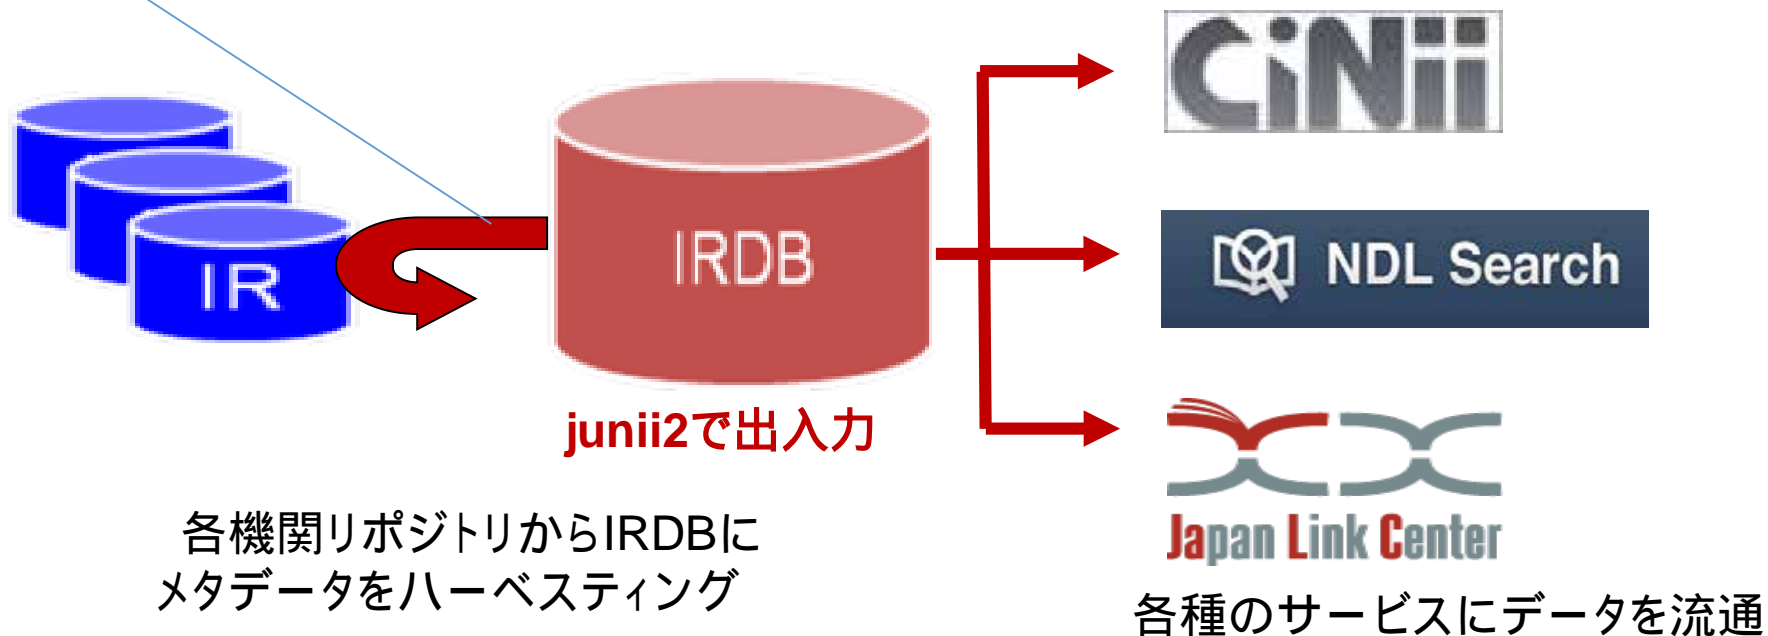 CiNii
IR
IRDB
NDL Search
junii2で出入力
Japan Link Center
各機関リポジトリからIRDBに
メタデータをハーベスティング
各種のサービスにデータを流通